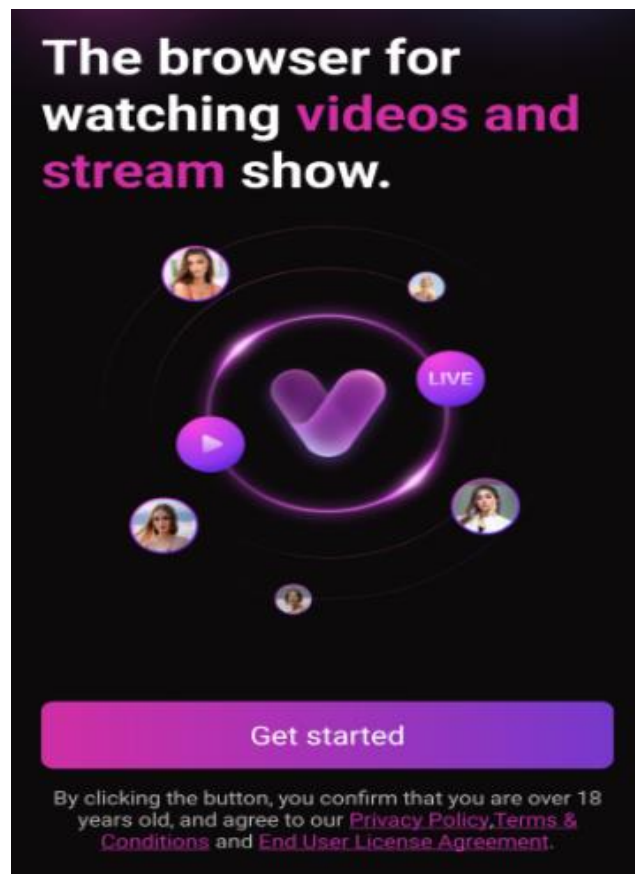 The browser for
watching videos and
stream show.
LIVE
Get started
By clicking the button, you confirm that you are over 18
years old, and agree to our Privacy Policy,Terms &
Conditions and End User License Agreement.